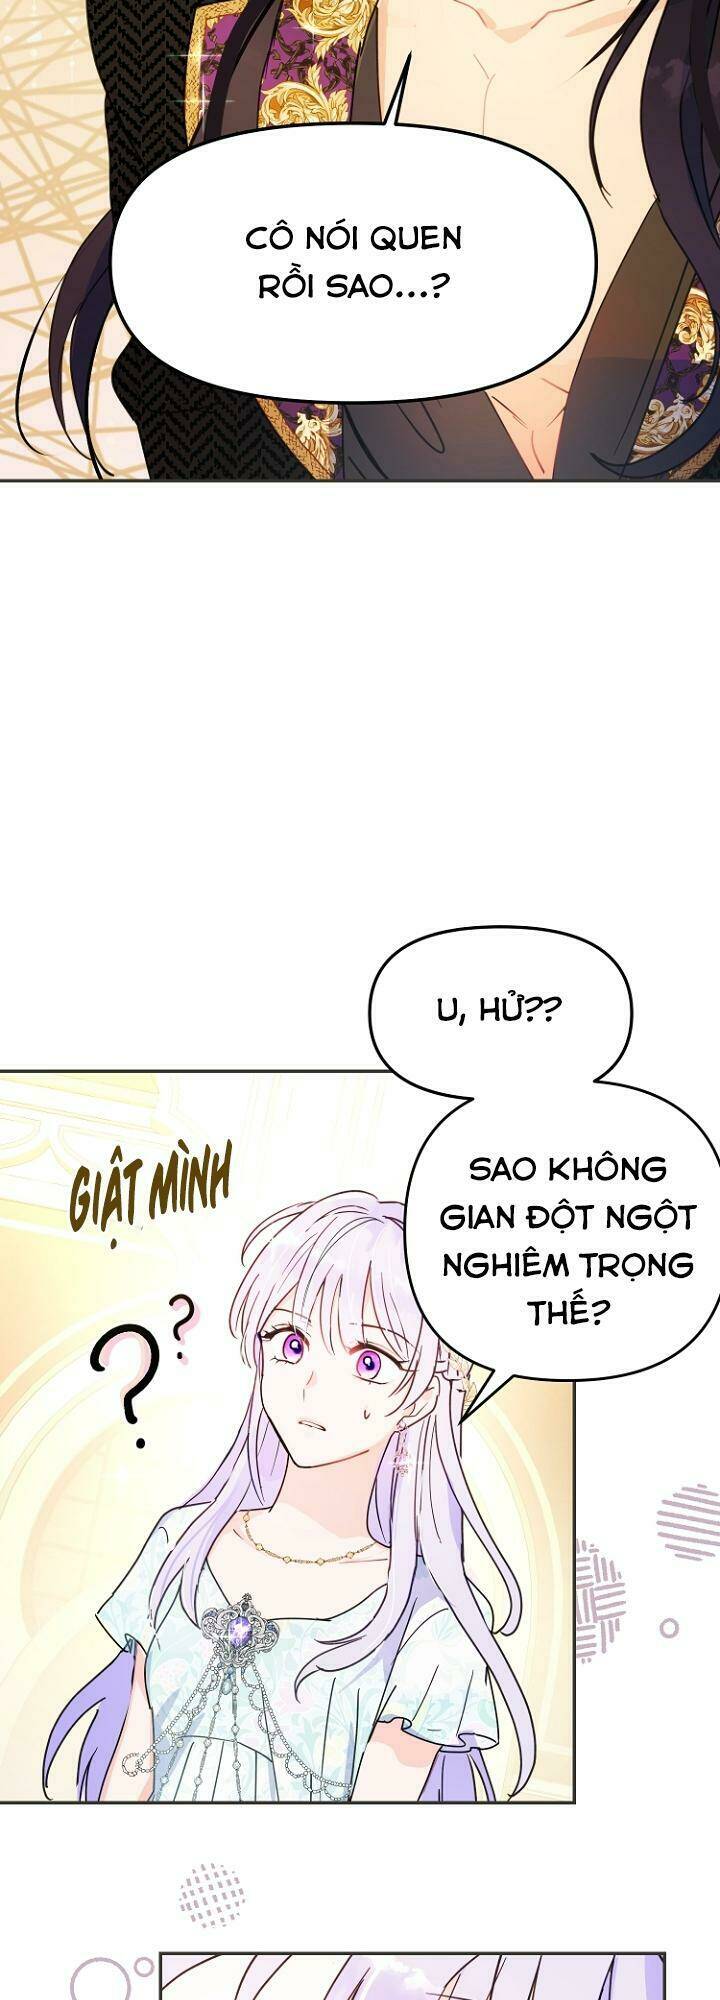 CÔ NÓI QUEN
RỒI SAO...?
U, HỬ??
GIẬT MÌNH
SAO KHÔNG
GIAN ĐỘT NGỘT
NGHIÊM TRỌNG
THẾ?
? ?